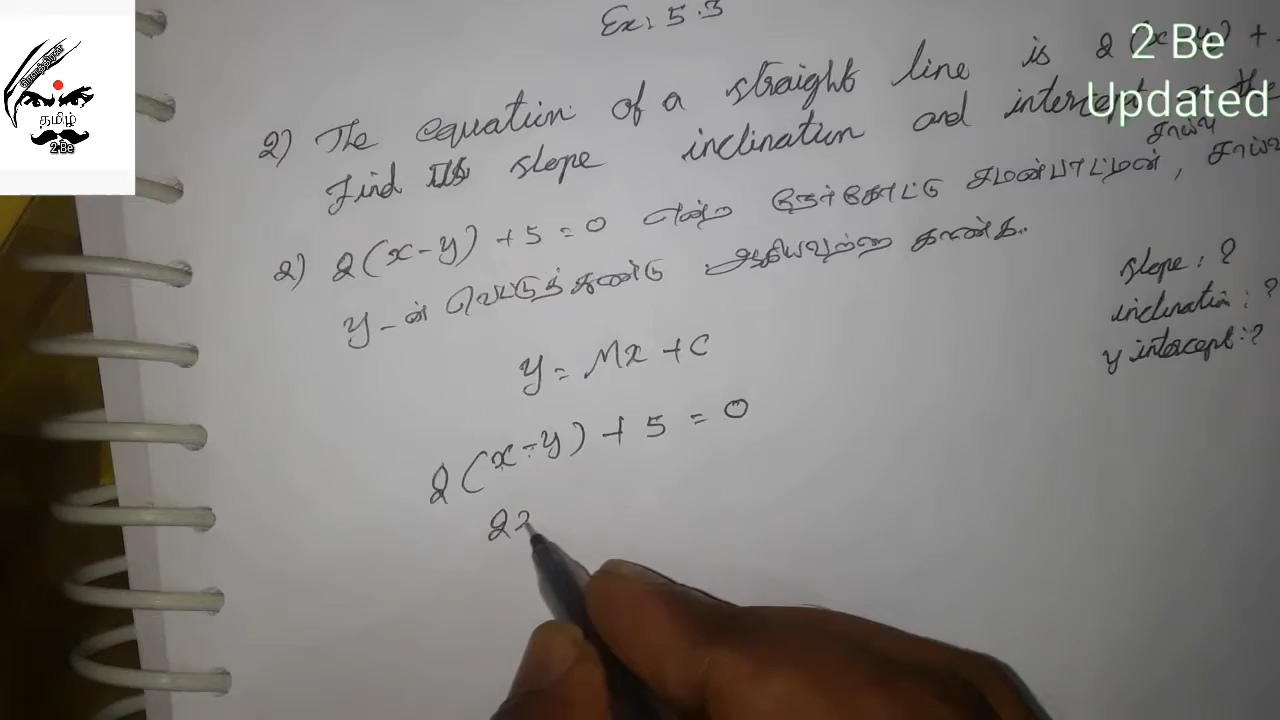 Ex: 5.3
2 Be
Updated
தமிழ்
2-Be
2) The equation of a straight line is 2(x-y) +
Find its slope inclination and intercept on the
சாய்வு
2) 2(x-y) + 5 = 0 என்ற நேர்கோட்டு சமன்பாட்டின் , சாய்வு
y-ன் வெட்டுத்துண்டு ஆகியவற்றை காண்க.
slope : ?
inclination : ?
y intercept : ?
y = Mx + C
2(x-y) + 5 = 0
2x